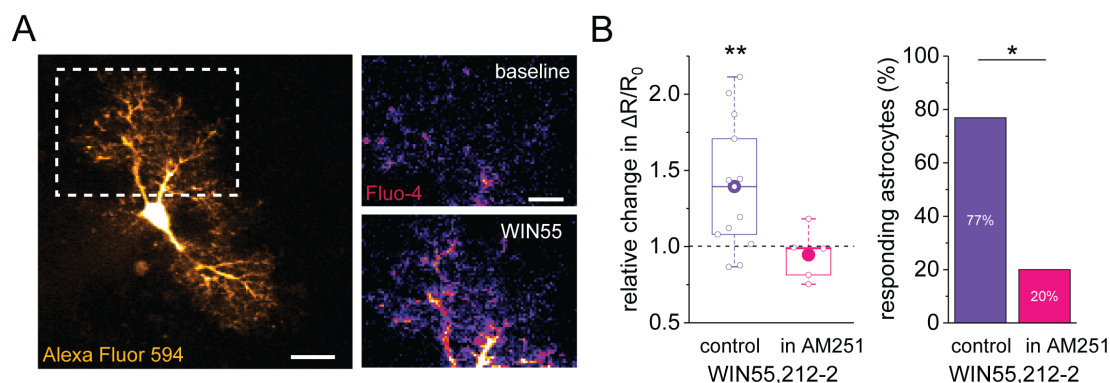 A
baseline
Fluo-4
WIN55
Alexa Fluor 594
B
relative change in ΔR/R₀
2.0
1.5
1.0
0.5
**
control
in AM251
WIN55,212-2
responding astrocytes (%)
100
80
60
40
20
0
*
77%
20%
control
in AM251
WIN55,212-2